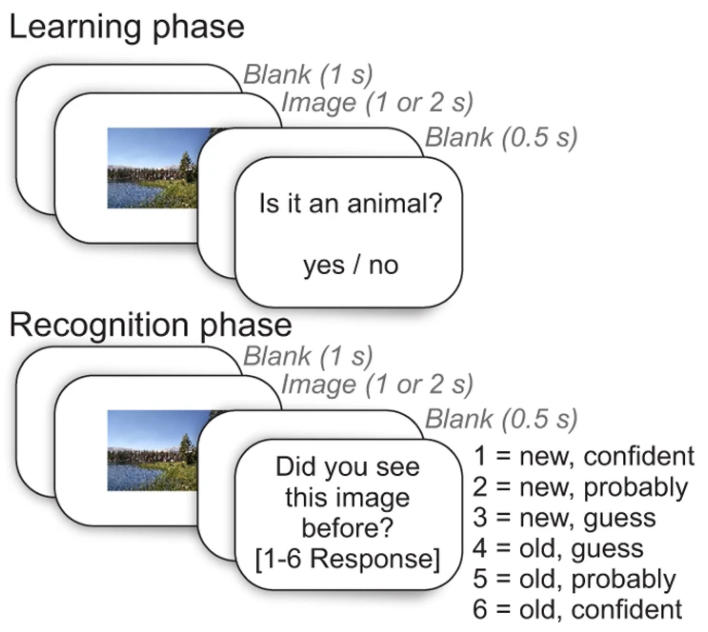 Learning phase
Blank (1 s)
Image (1 or 2 s)
Blank (0.5 s)
Is it an animal?
yes / no
Recognition phase
Blank (1 s)
Image (1 or 2 s)
Blank (0.5 s)
Did you see
this image
before?
[1-6 Response]
1 = new, confident
2 = new, probably
3 = new, guess
4 = old, guess
5 = old, probably
6 = old, confident